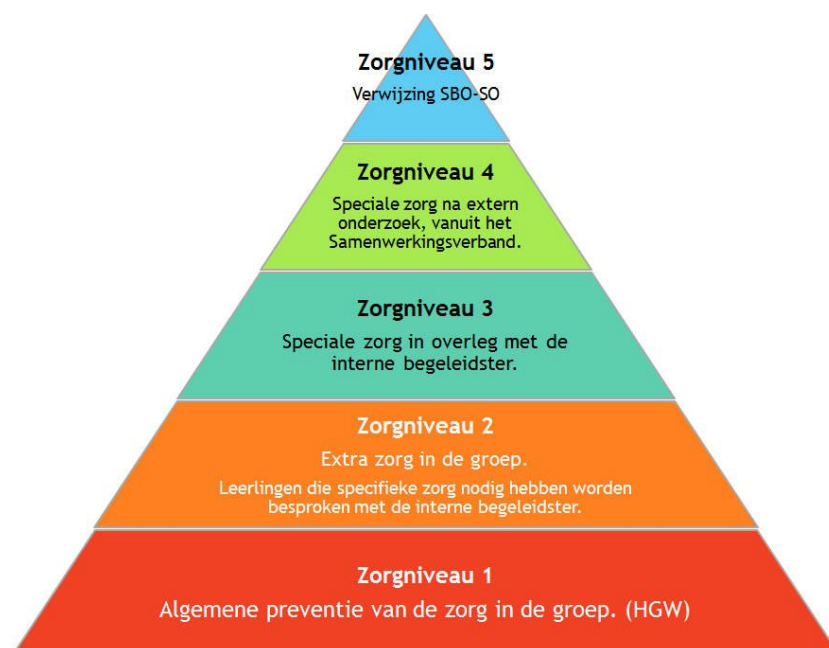 Zorgniveau 5
Verwijzing SBO-SO
Zorgniveau 4
Speciale zorg na extern
onderzoek, vanuit het
Samenwerkingsverband.
Zorgniveau 3
Speciale zorg in overleg met de
interne begeleidster.
Zorgniveau 2
Extra zorg in de groep.
Leerlingen die specifieke zorg nodig hebben worden
besproken met de interne begeleidster.
Zorgniveau 1
Algemene preventie van de zorg in de groep. (HGW)